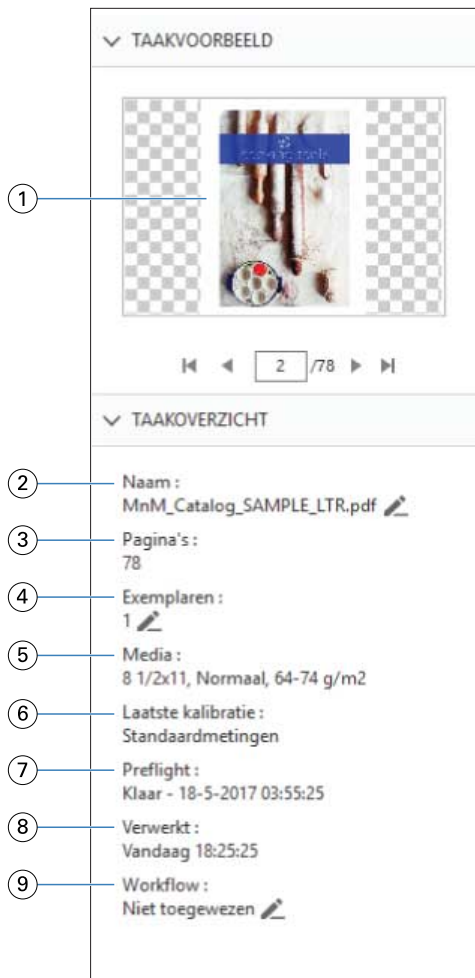 TAAKVOORBEELD
1
2 /78
TAAKOVERZICHT
2 Naam :
MnM_Catalog_SAMPLE_LTR.pdf
3 Pagina's :
78
4 Exemplaren :
1
5 Media :
8 1/2x11, Normaal, 64-74 g/m2
6 Laatste kalibratie :
Standaardmetingen
7 Preflight :
Klaar - 18-5-2017 03:55:25
8 Verwerkt :
Vandaag 18:25:25
9 Workflow :
Niet toegewezen